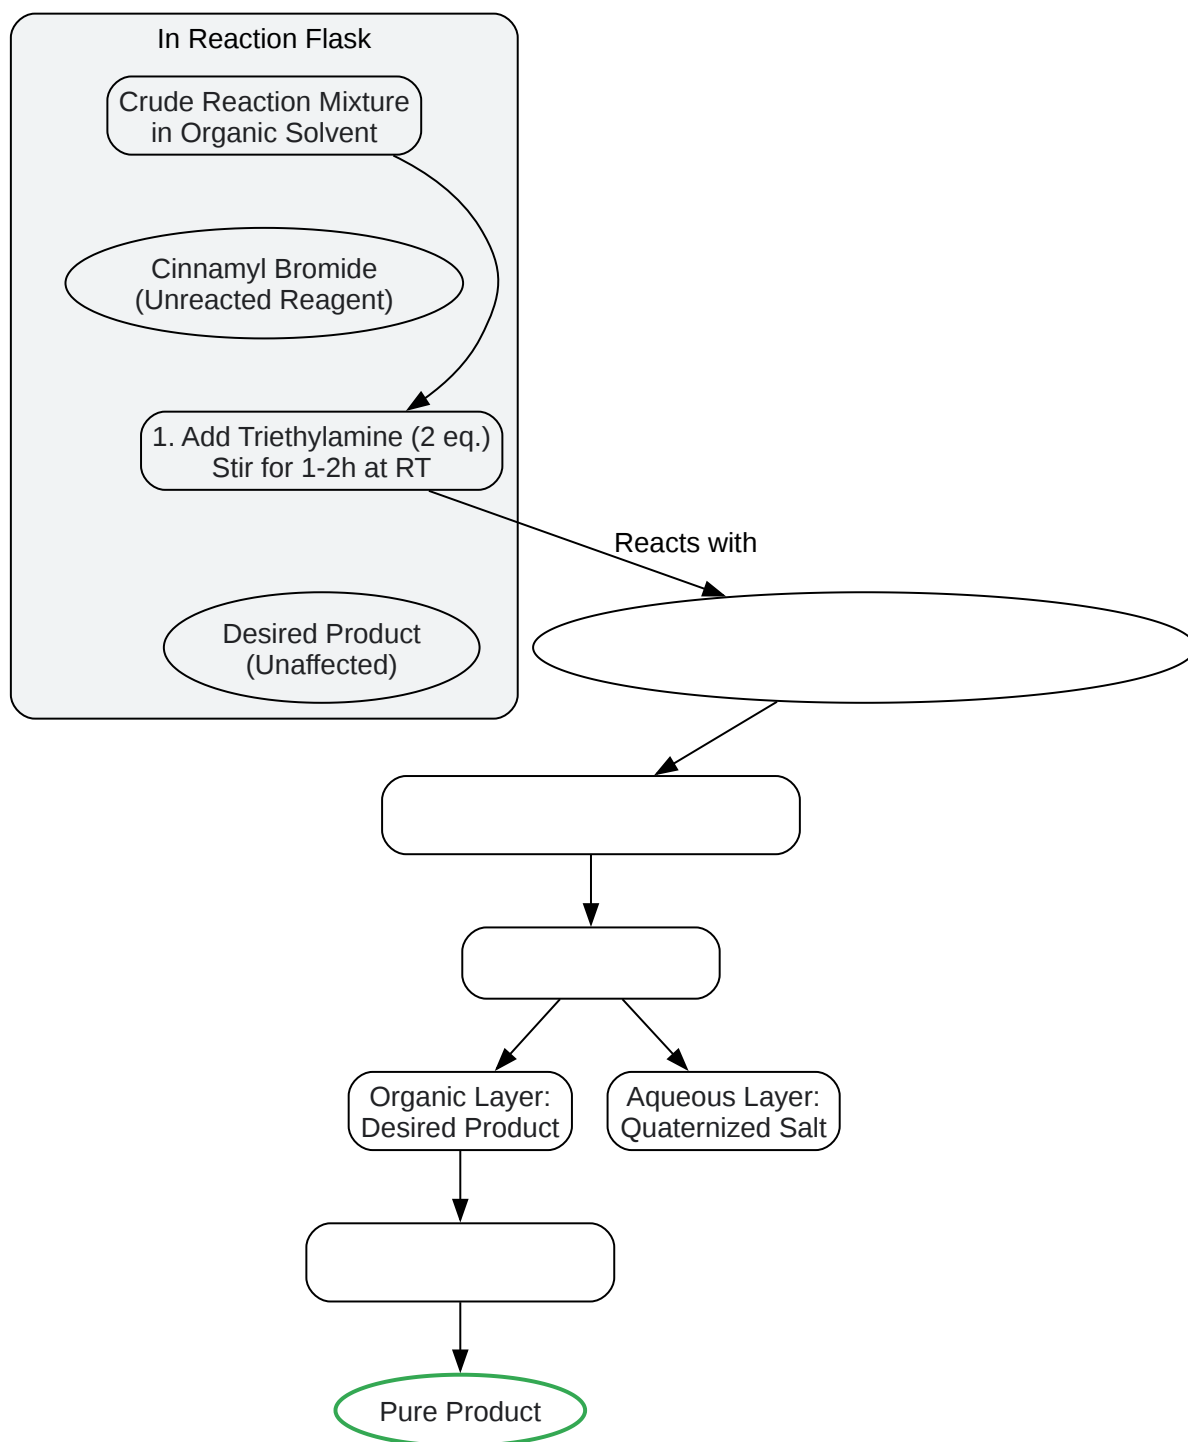 In Reaction Flask
Crude Reaction Mixture
in Organic Solvent
Cinnamyl Bromide
(Unreacted Reagent)
1. Add Triethylamine (2 eq.)
Stir for 1-2h at RT
Reacts with
Desired Product
(Unaffected)
Organic Layer:
Desired Product
Aqueous Layer:
Quaternized Salt
Pure Product